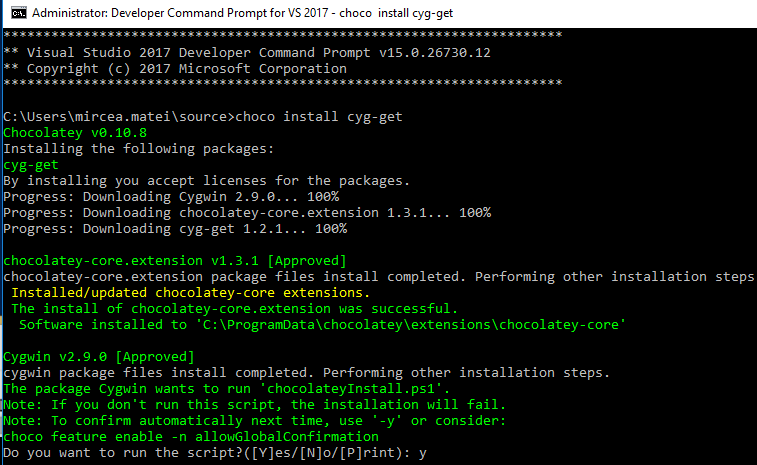 Administrator: Developer Command Prompt for VS 2017 - choco  install cyg-get
**********************************************************************
** Visual Studio 2017 Developer Command Prompt v15.0.26730.12
** Copyright (c) 2017 Microsoft Corporation
**********************************************************************
C:\Users\mircea.matei\source>choco install cyg-get
Chocolatey v0.10.8
Installing the following packages:
cyg-get
By installing you accept licenses for the packages.
Progress: Downloading Cygwin 2.9.0... 100%
Progress: Downloading chocolatey-core.extension 1.3.1... 100%
Progress: Downloading cyg-get 1.2.1... 100%
chocolatey-core.extension v1.3.1 [Approved]
chocolatey-core.extension package files install completed. Performing other installation steps
 Installed/updated chocolatey-core extensions.
 The install of chocolatey-core.extension was successful.
  Software installed to 'C:\ProgramData\chocolatey\extensions\chocolatey-core'
Cygwin v2.9.0 [Approved]
cygwin package files install completed. Performing other installation steps.
The package Cygwin wants to run 'chocolateyInstall.ps1'.
Note: If you don't run this script, the installation will fail.
Note: To confirm automatically next time, use '-y' or consider:
choco feature enable -n allowGlobalConfirmation
Do you want to run the script?([Y]es/[N]o/[P]rint): y